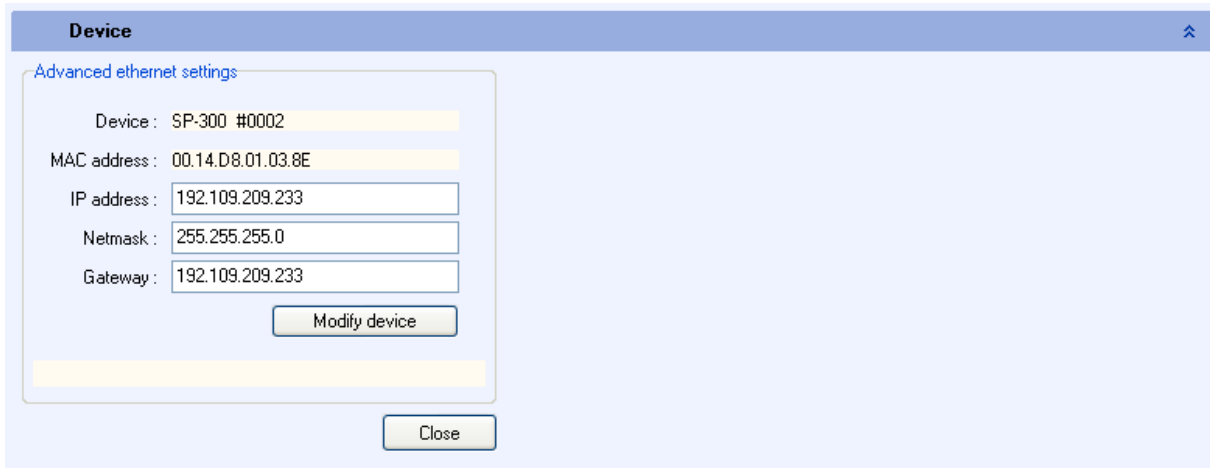 Device
Advanced ethernet settings
Device : SP-300 #0002
MAC address : 00.14.D8.01.03.8E
IP address : 192.109.209.233
Netmask : 255.255.255.0
Gateway : 192.109.209.233
Modify device
Close